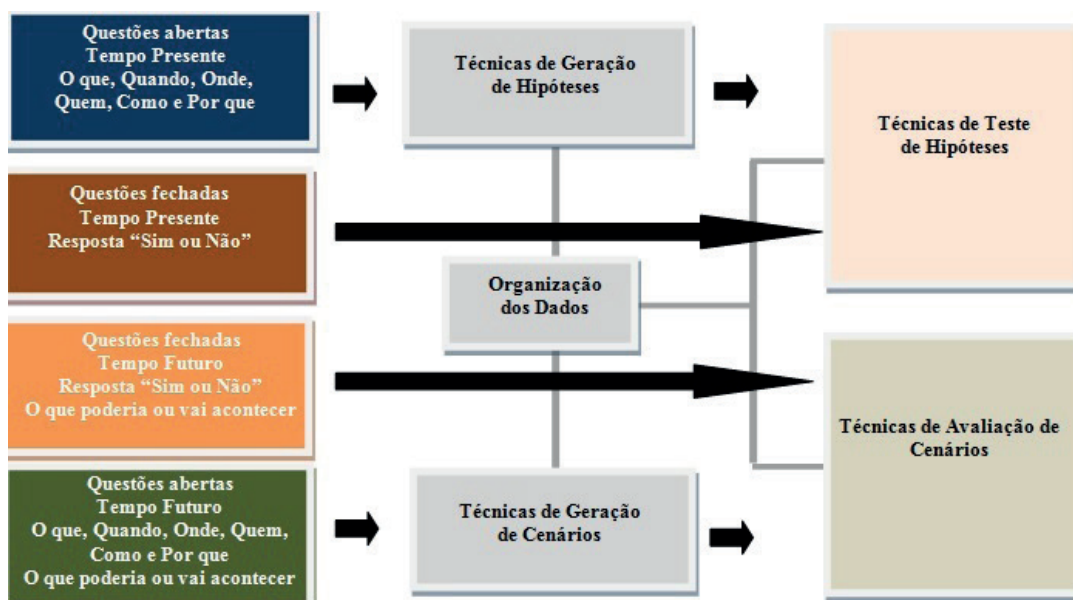 Questões abertas
Tempo Presente
O que, Quando, Onde,
Quem, Como e Por que
Técnicas de Geração
de Hipóteses
Técnicas de Teste
de Hipóteses
Questões fechadas
Tempo Presente
Resposta “Sim ou Não”
Organização
dos Dados
Questões fechadas
Tempo Futuro
Resposta “Sim ou Não”
O que poderia ou vai acontecer
Técnicas de Avaliação de
Cenários
Questões abertas
Tempo Futuro
O que, Quando, Onde, Quem,
Como e Por que
O que poderia ou vai acontecer
Técnicas de Geração
de Cenários